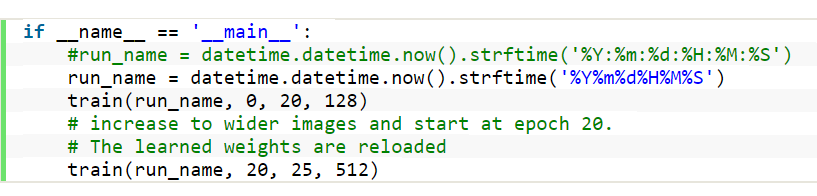 if __name__ == '__main__':
    #run_name = datetime.datetime.now().strftime('%Y:%m:%d:%H:%M:%S')
    run_name = datetime.datetime.now().strftime('%Y%m%d%H%M%S')
    train(run_name, 0, 20, 128)
    # increase to wider images and start at epoch 20.
    # The learned weights are reloaded
    train(run_name, 20, 25, 512)